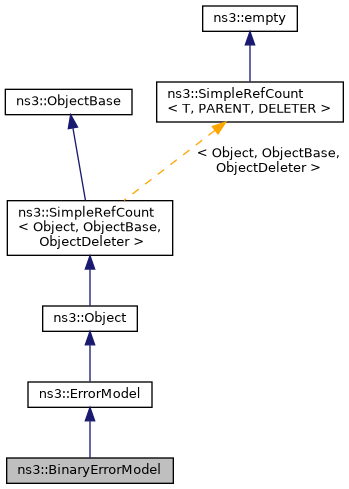 ns3::empty
ns3::ObjectBase
ns3::SimpleRefCount
< T, PARENT, DELETER >
< Object, ObjectBase,
ObjectDeleter >
ns3::SimpleRefCount
< Object, ObjectBase,
ObjectDeleter >
ns3::Object
ns3::ErrorModel
ns3::BinaryErrorModel